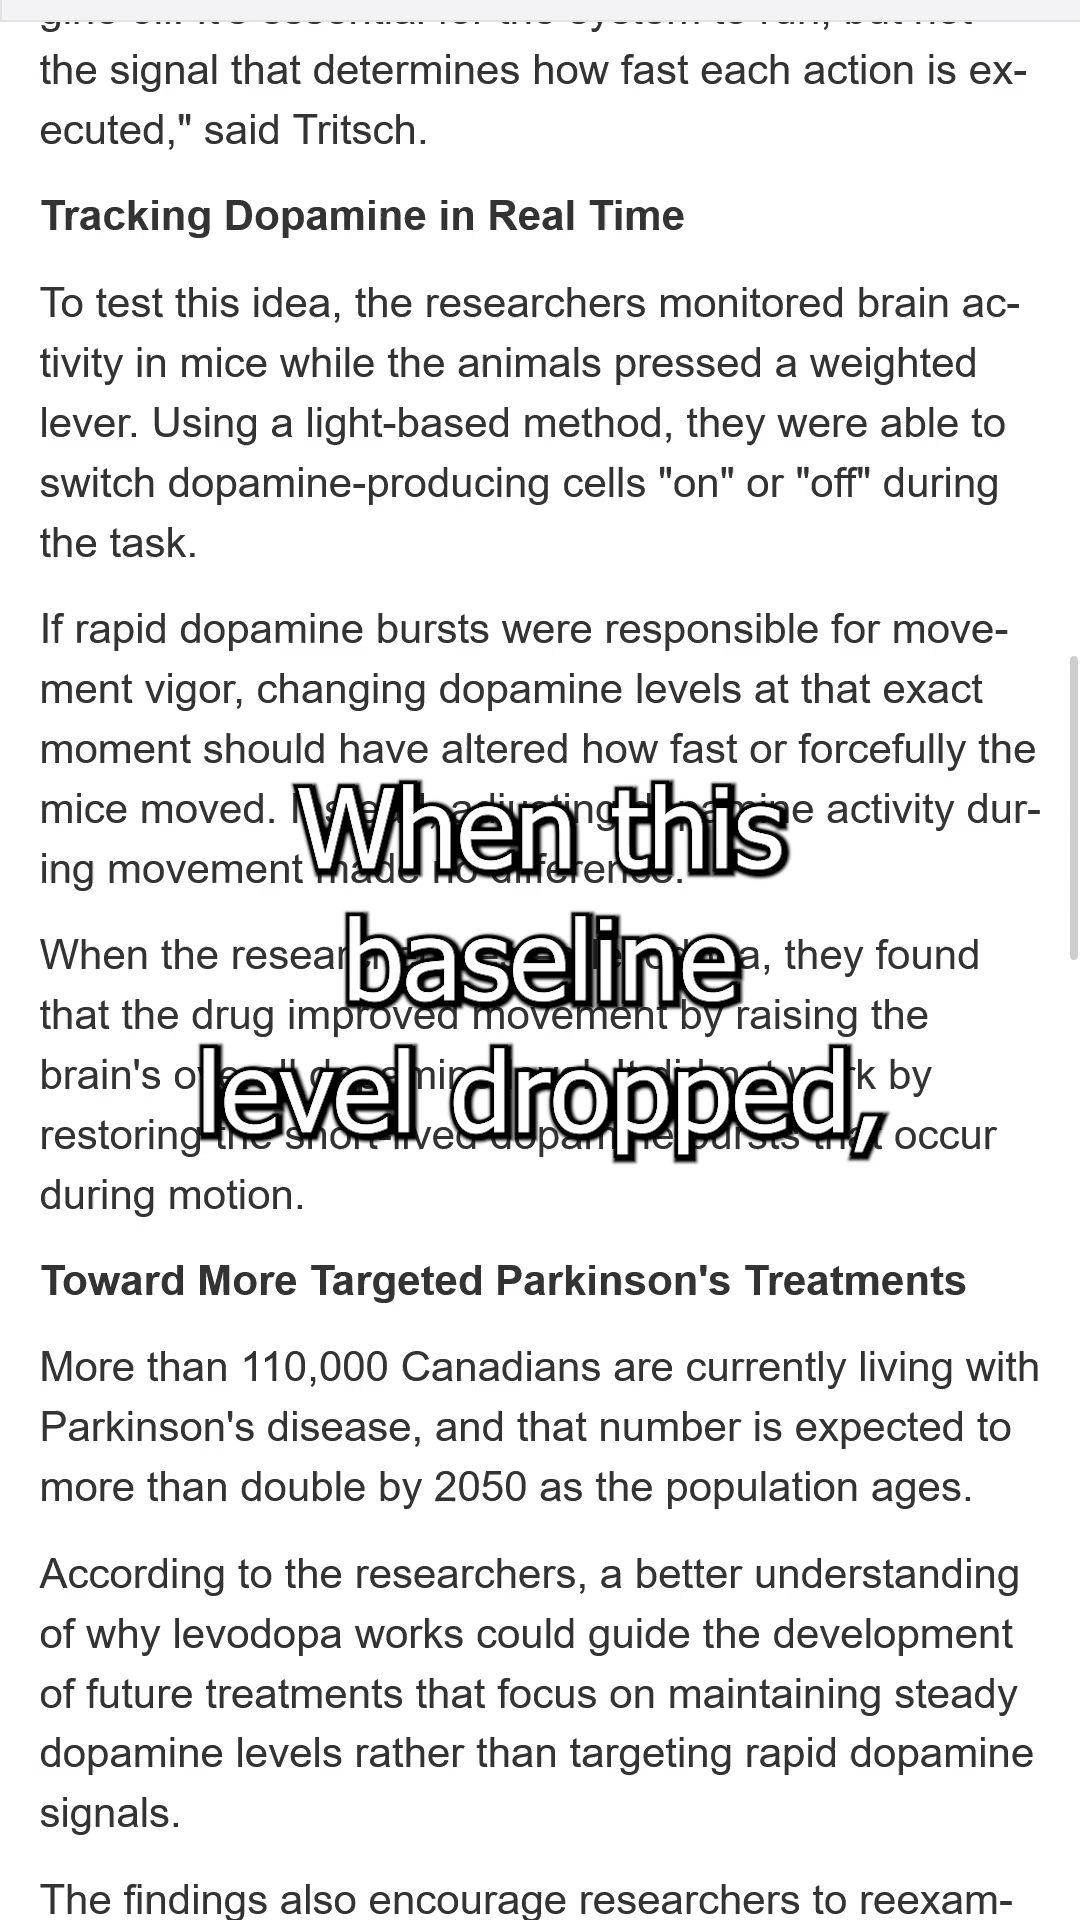 the signal that determines how fast each action is ex-
ecuted," said Tritsch.
Tracking Dopamine in Real Time
To test this idea, the researchers monitored brain ac-
tivity in mice while the animals pressed a weighted
lever. Using a light-based method, they were able to
switch dopamine-producing cells "on" or "off" during
the task.
If rapid dopamine bursts were responsible for move-
ment vigor, changing dopamine levels at that exact
moment should have altered how fast or forcefully the
mice moved. activity dur-
ing movement made no difference.
When this
baseline
level dropped,
When the they found
that the drug improved movement by raising the
brain's by
restoring the short-lived dopamine bursts that occur
during motion.
Toward More Targeted Parkinson's Treatments
More than 110,000 Canadians are currently living with
Parkinson's disease, and that number is expected to
more than double by 2050 as the population ages.
According to the researchers, a better understanding
of why levodopa works could guide the development
of future treatments that focus on maintaining steady
dopamine levels rather than targeting rapid dopamine
signals.
The findings also encourage researchers to reexam-